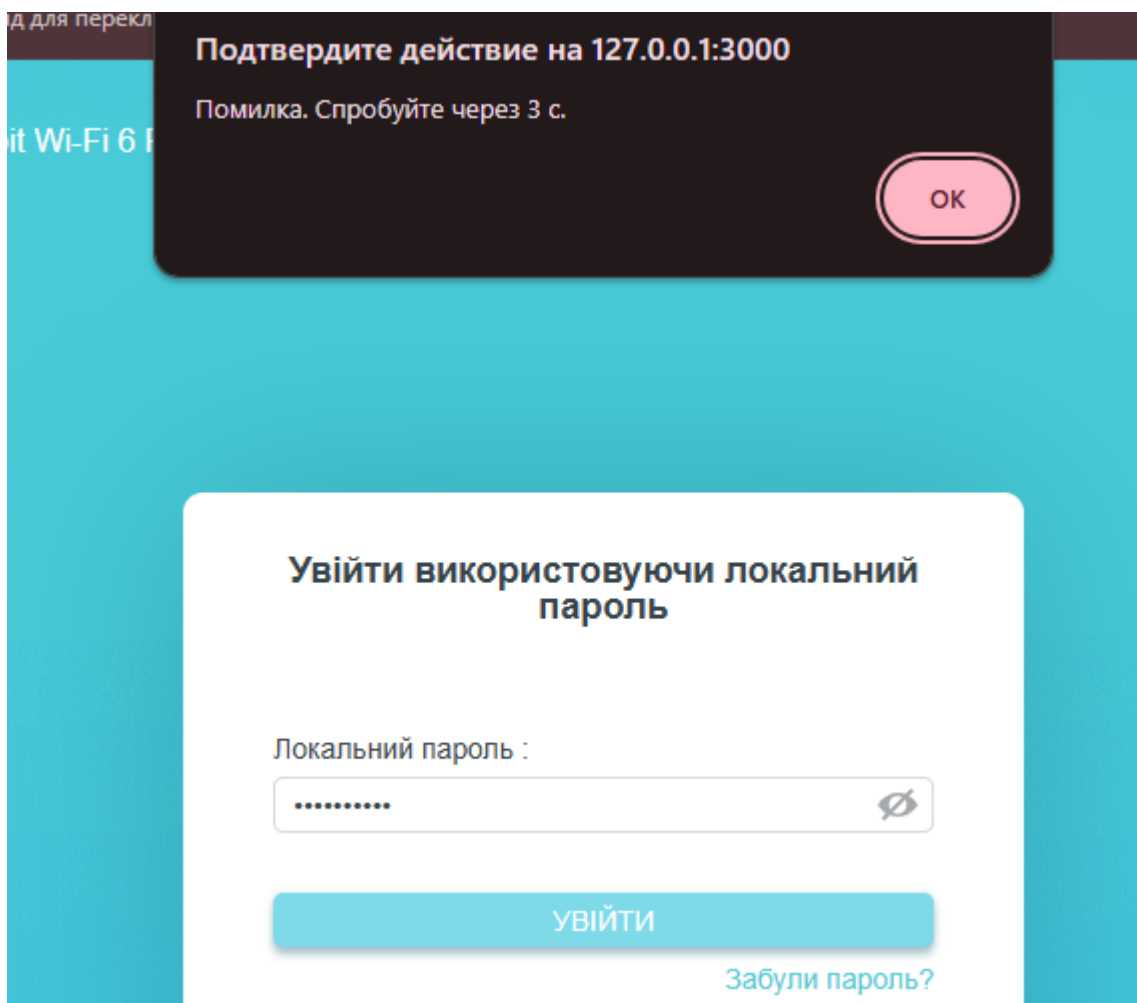 для перекл
Подтвердите действие на 127.0.0.1:3000
Помилка. Спробуйте через 3 с.
it Wi-Fi 6
ОК
Увійти використовуючи локальний
пароль
Локальний пароль :
••••••••••
УВІЙТИ
Забули пароль?